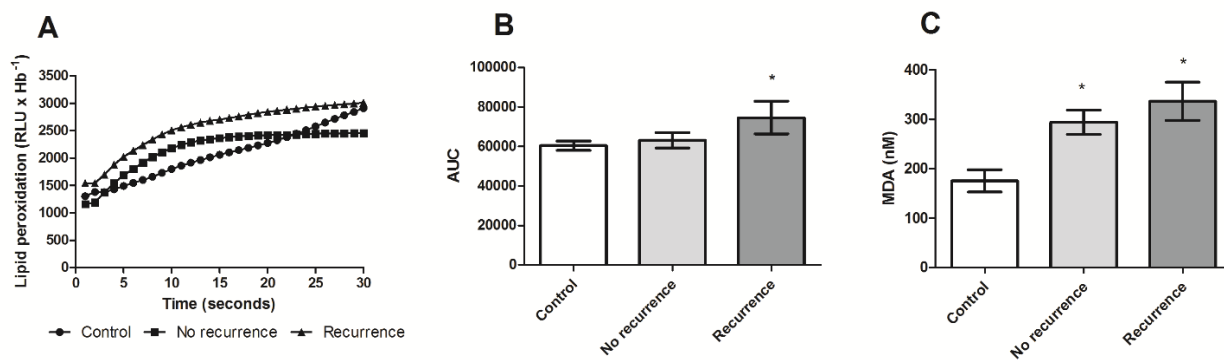 A
Lipid peroxidation (RLU x Hb⁻¹)
3500
3000
2500
2000
1500
1000
500
0
0 5 10 15 20 25 30
Time (seconds)
Control No recurrence Recurrence
B
AUC
100000
80000
60000
40000
20000
0
*
Control
No recurrence
Recurrence
C
MDA (nM)
400
300
200
100
0
*
*
Control
No recurrence
Recurrence